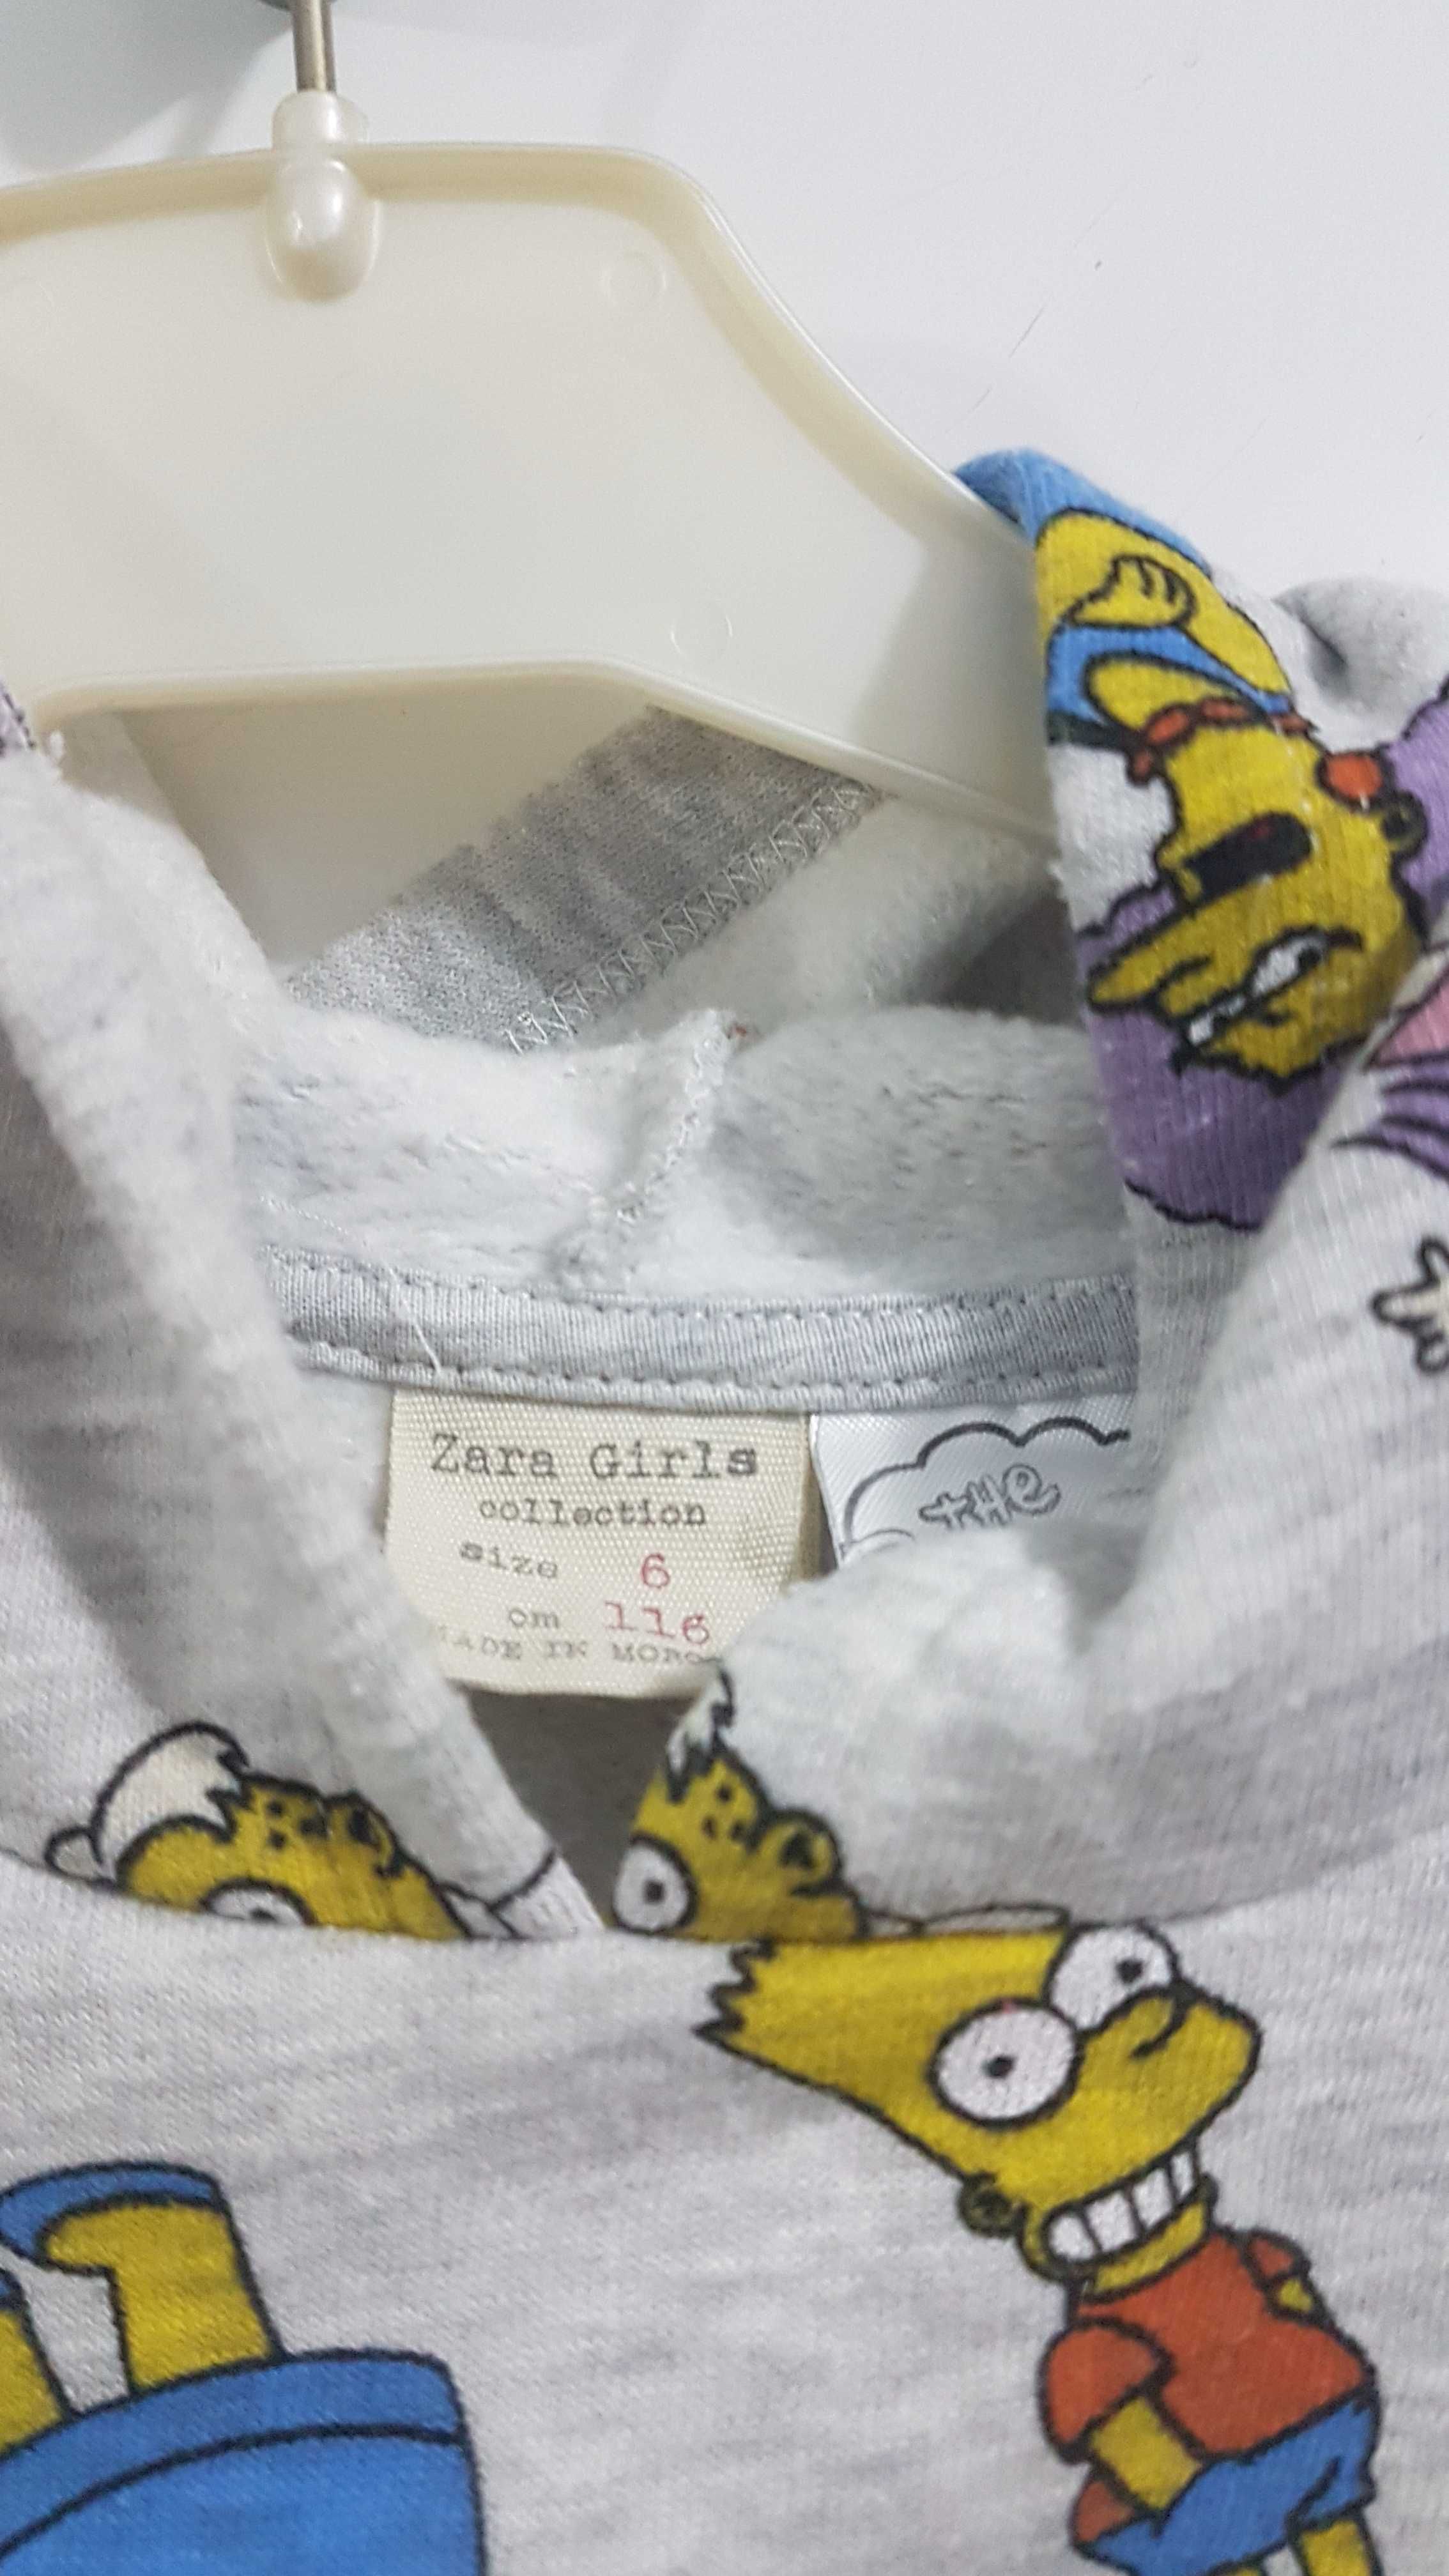 Zara Girls
collection
size 6
cm 116
MADE IN MORO
THE